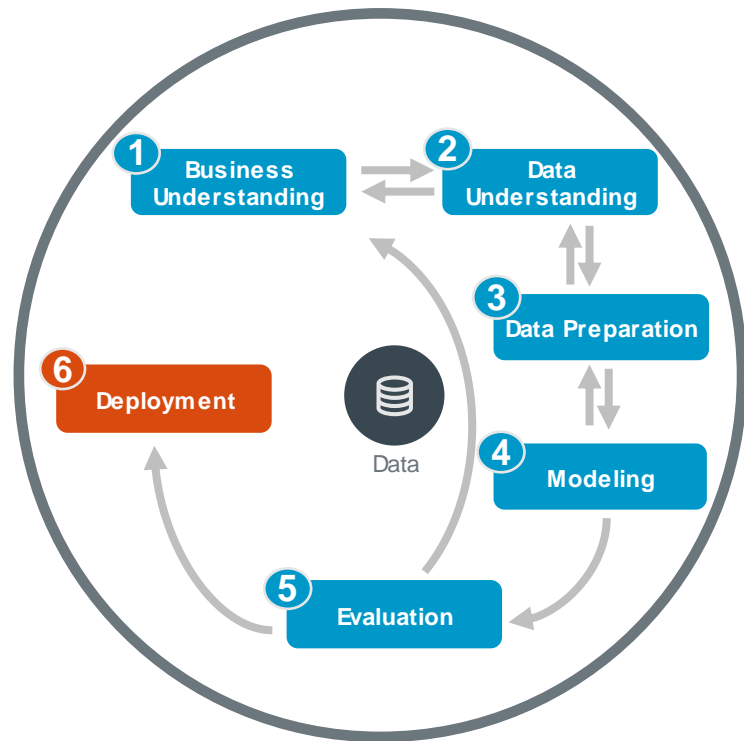 1
Business
Understanding
2
Data
Understanding
3
Data Preparation
4
Modeling
5
Evaluation
6
Deployment
Data